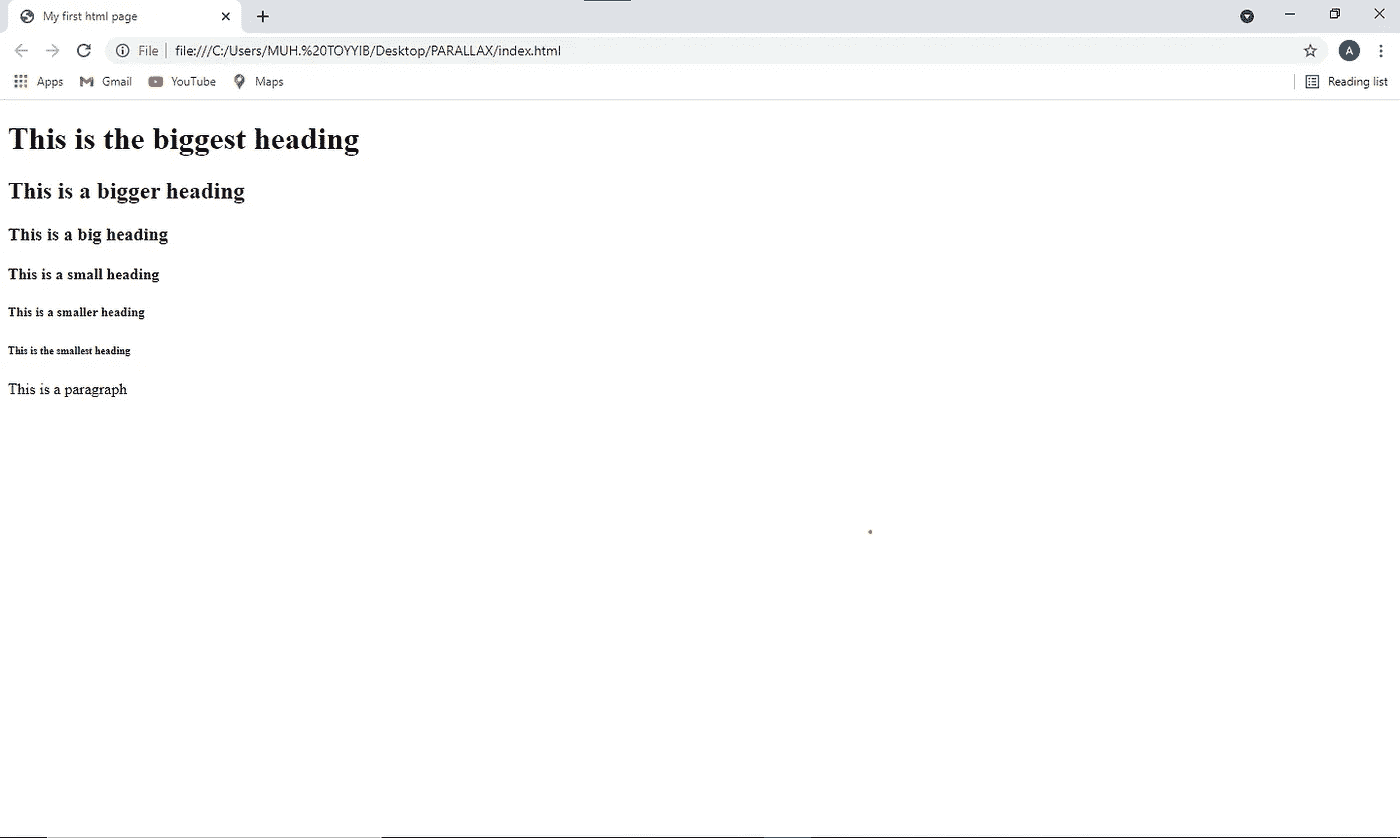 My first html page
File file:///C:/Users/MUH.%20TOYYIB/Desktop/PARALLAX/index.html A
Apps Gmail YouTube Maps Reading list
This is the biggest heading
This is a bigger heading
This is a big heading
This is a small heading
This is a smaller heading
This is the smallest heading
This is a paragraph